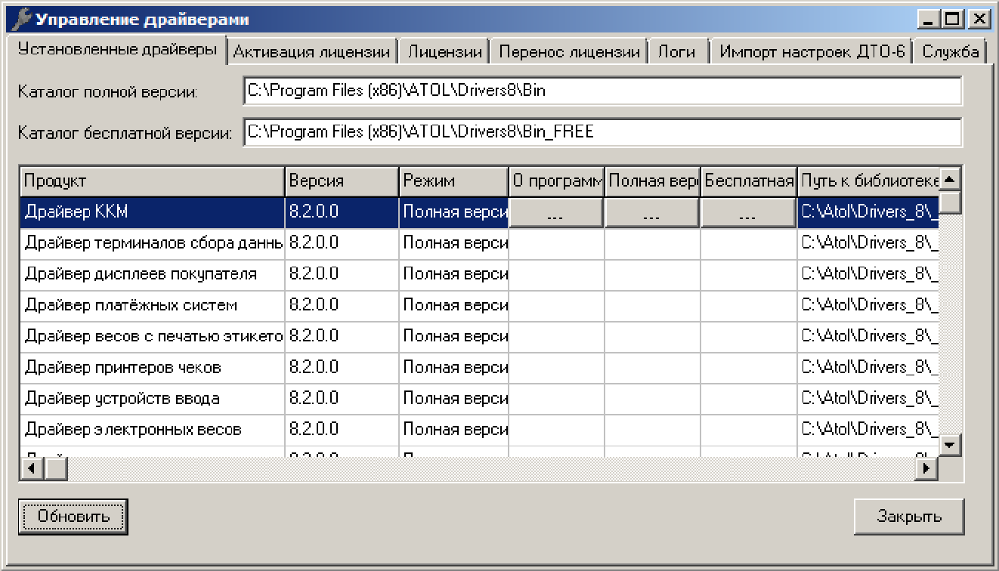 Управление драйверами
Установленные драйверы Активация лицензии Лицензии Перенос лицензии Логи Импорт настроек ДТО-6 Служба
Каталог полной версии: C:\Program Files (x86)\ATOL\Drivers8\Bin
Каталог бесплатной версии: C:\Program Files (x86)\ATOL\Drivers8\Bin_FREE
Продукт Версия Режим О программ Полная верс Бесплатная Путь к библиотеке
Драйвер ККМ 8.2.0.0 Полная верси ... ... ... C:\Atol\Drivers_8\_
Драйвер терминалов сбора данны 8.2.0.0 Полная верси C:\Atol\Drivers_8\_
Драйвер дисплеев покупателя 8.2.0.0 Полная верси C:\Atol\Drivers_8\_
Драйвер платёжных систем 8.2.0.0 Полная верси C:\Atol\Drivers_8\_
Драйвер весов с печатью этикето 8.2.0.0 Полная верси C:\Atol\Drivers_8\_
Драйвер принтеров чеков 8.2.0.0 Полная верси C:\Atol\Drivers_8\_
Драйвер устройств ввода 8.2.0.0 Полная верси C:\Atol\Drivers_8\_
Драйвер электронных весов 8.2.0.0 Полная верси C:\Atol\Drivers_8\_
Обновить Закрыть